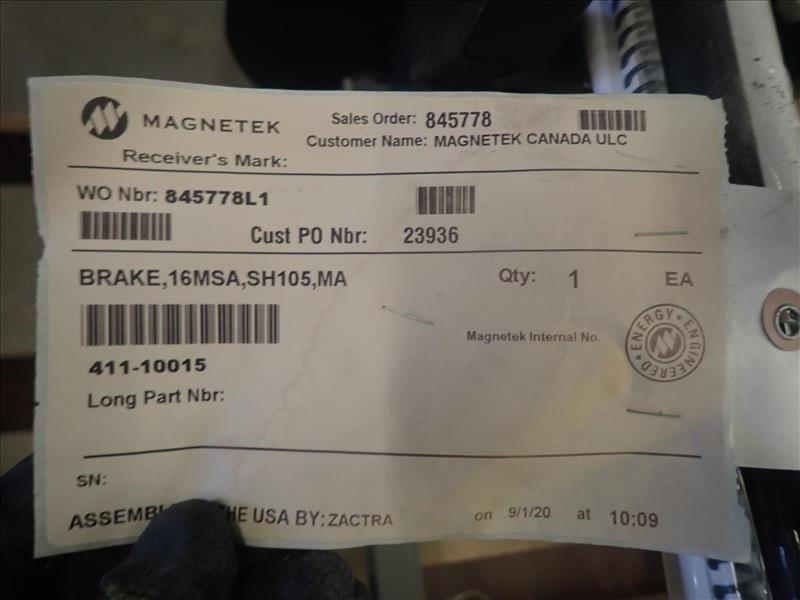 MAGNETEK
Sales Order: 845778
Customer Name: MAGNETEK CANADA ULC
Receiver's Mark:
WO Nbr: 845778L1
Cust PO Nbr: 23936
BRAKE,16MSA,SH105,MA Qty: 1 EA
Magnetek Internal No.
ENERGY ENGINEERED
411-10015
Long Part Nbr:
SN:
ASSEMBL HE USA BY: ZACTRA on 9/1/20 at 10:09